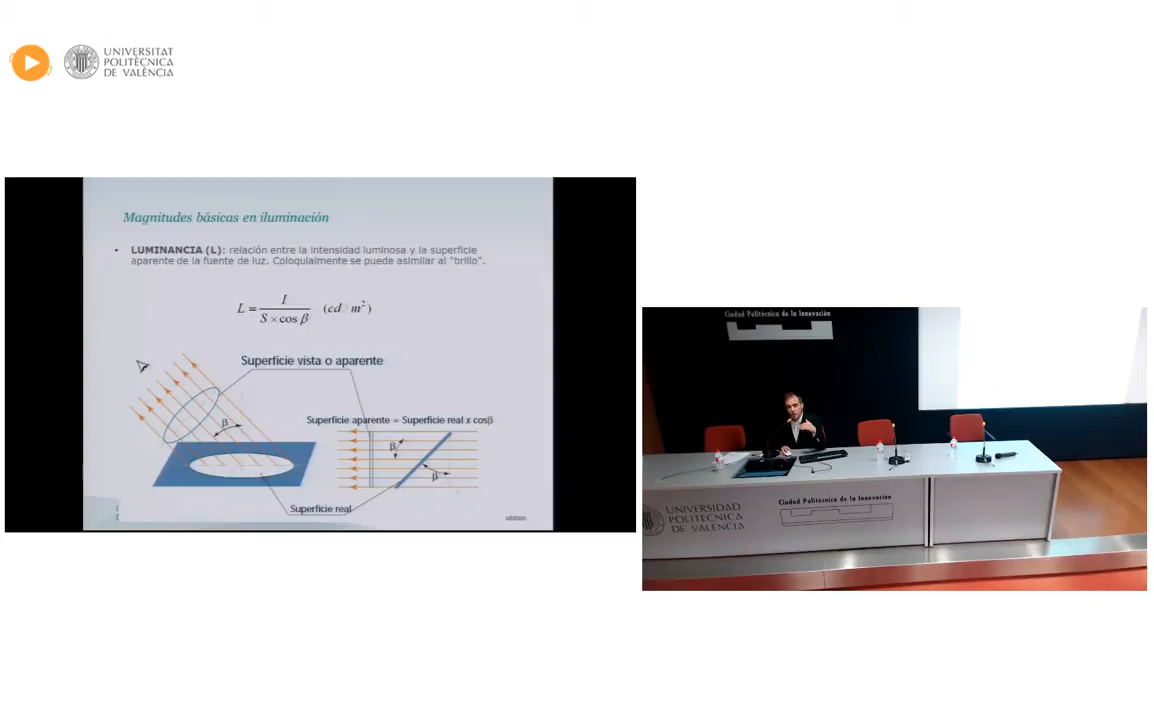 UNIVERSITAT
POLITÈCNICA
DE VALÈNCIA
Magnitudes básicas en iluminación
• LUMINANCIA (L): relación entre la intensidad luminosa y la superficie
aparente de la fuente de luz. Coloquialmente se puede asimilar al "brillo".
L = I / (S × cos β) (cd / m²)
Superficie vista o aparente
Superficie aparente = Superficie real x cosβ
β
β
β
Superficie real
Ciudad Politécnica de la Innovación
UNIVERSIDAD
POLITECNICA
DE VALENCIA
Ciudad Politécnica de la Innovación